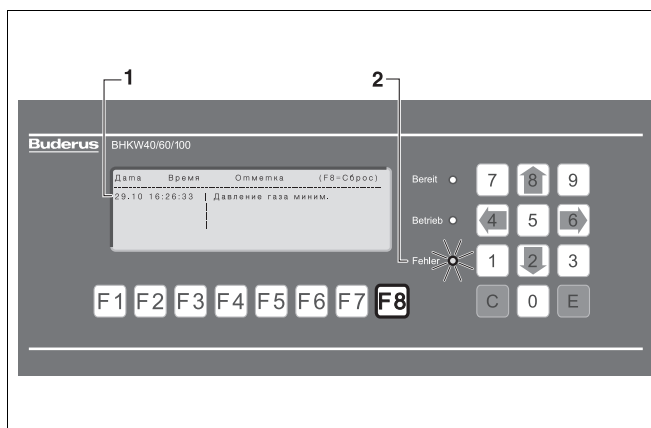 1 2
Buderus BHKW40/60/100
Дата Время Отметка (F8=Сброс)
29.10 16:26:33 | Давление газа миним.
Bereit 7 8 9
Betrieb 4 5 6
Fehler 1 2 3
F1 F2 F3 F4 F5 F6 F7 F8 C 0 E